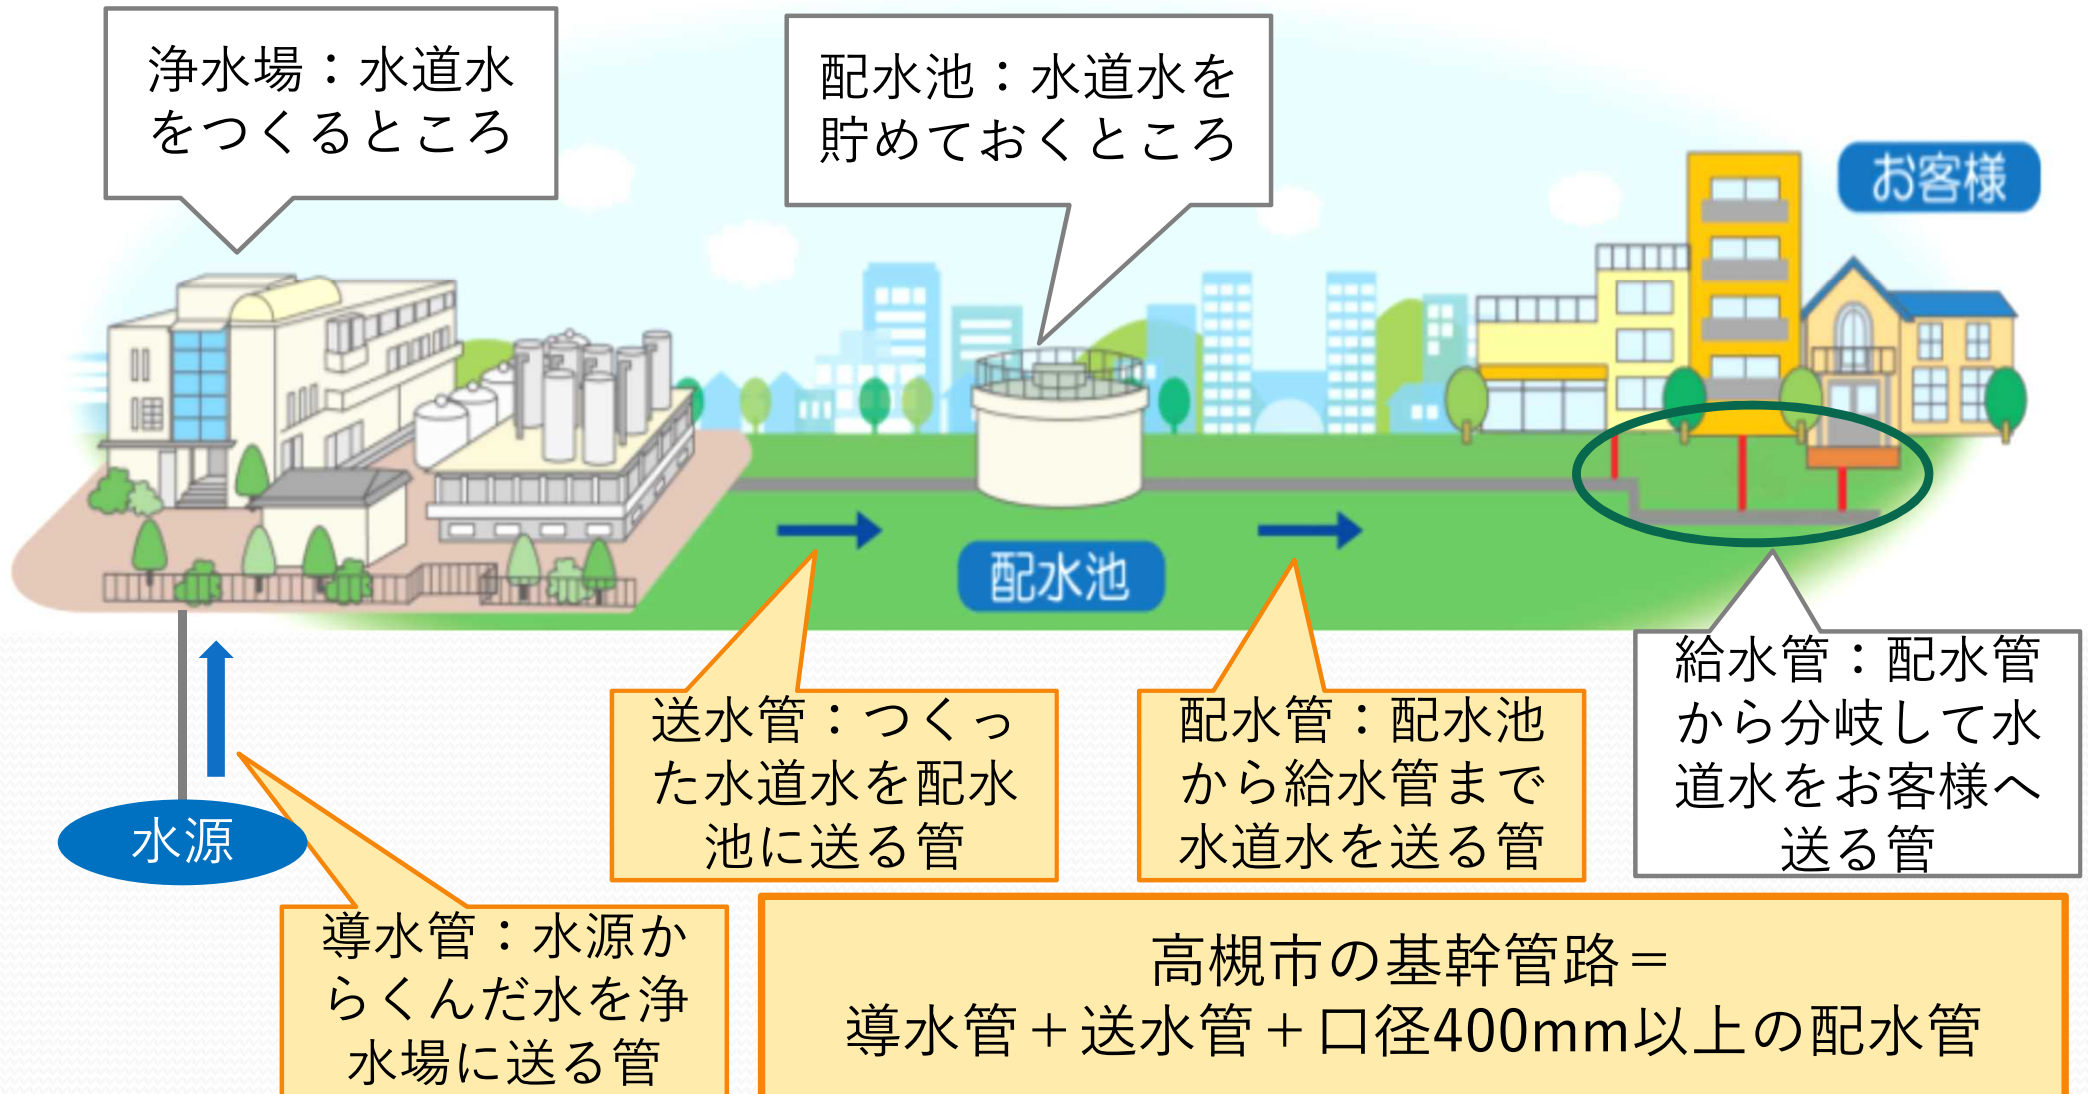 浄水場：水道水
をつくるところ
配水池：水道水を
貯めておくところ
お客様
配水池
水源
導水管：水源か
らくんだ水を浄
水場に送る管
送水管：つくっ
た水道水を配水
池に送る管
配水管：配水池
から給水管まで
水道水を送る管
給水管：配水管
から分岐して水
道水をお客様へ
送る管
高槻市の基幹管路＝
導水管＋送水管＋口径400mm以上の配水管